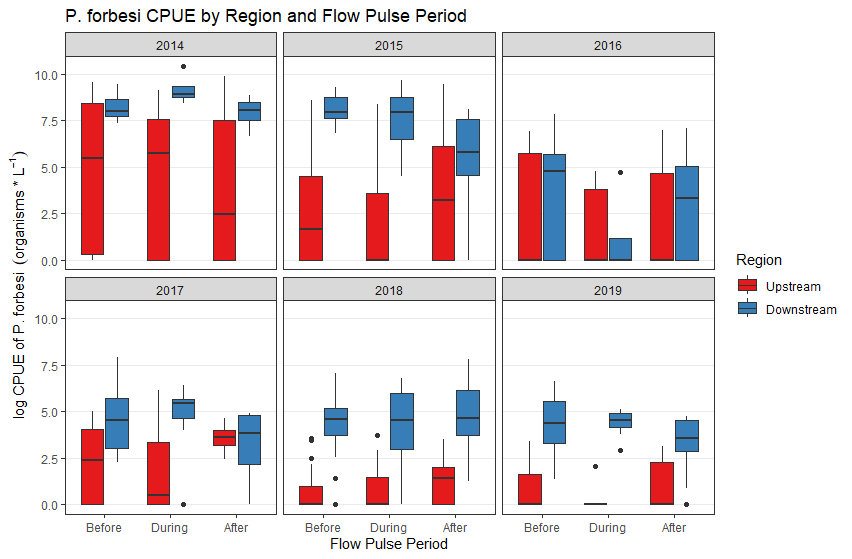 P. forbesi CPUE by Region and Flow Pulse Period
2014
2015
2016
10.0
7.5
5.0
2.5
0.0
2017
2018
2019
10.0
7.5
5.0
2.5
0.0
log CPUE of P. forbesi (organisms * L⁻¹)
Before
During
After
Before
During
After
Before
During
After
Flow Pulse Period
Region
Upstream
Downstream